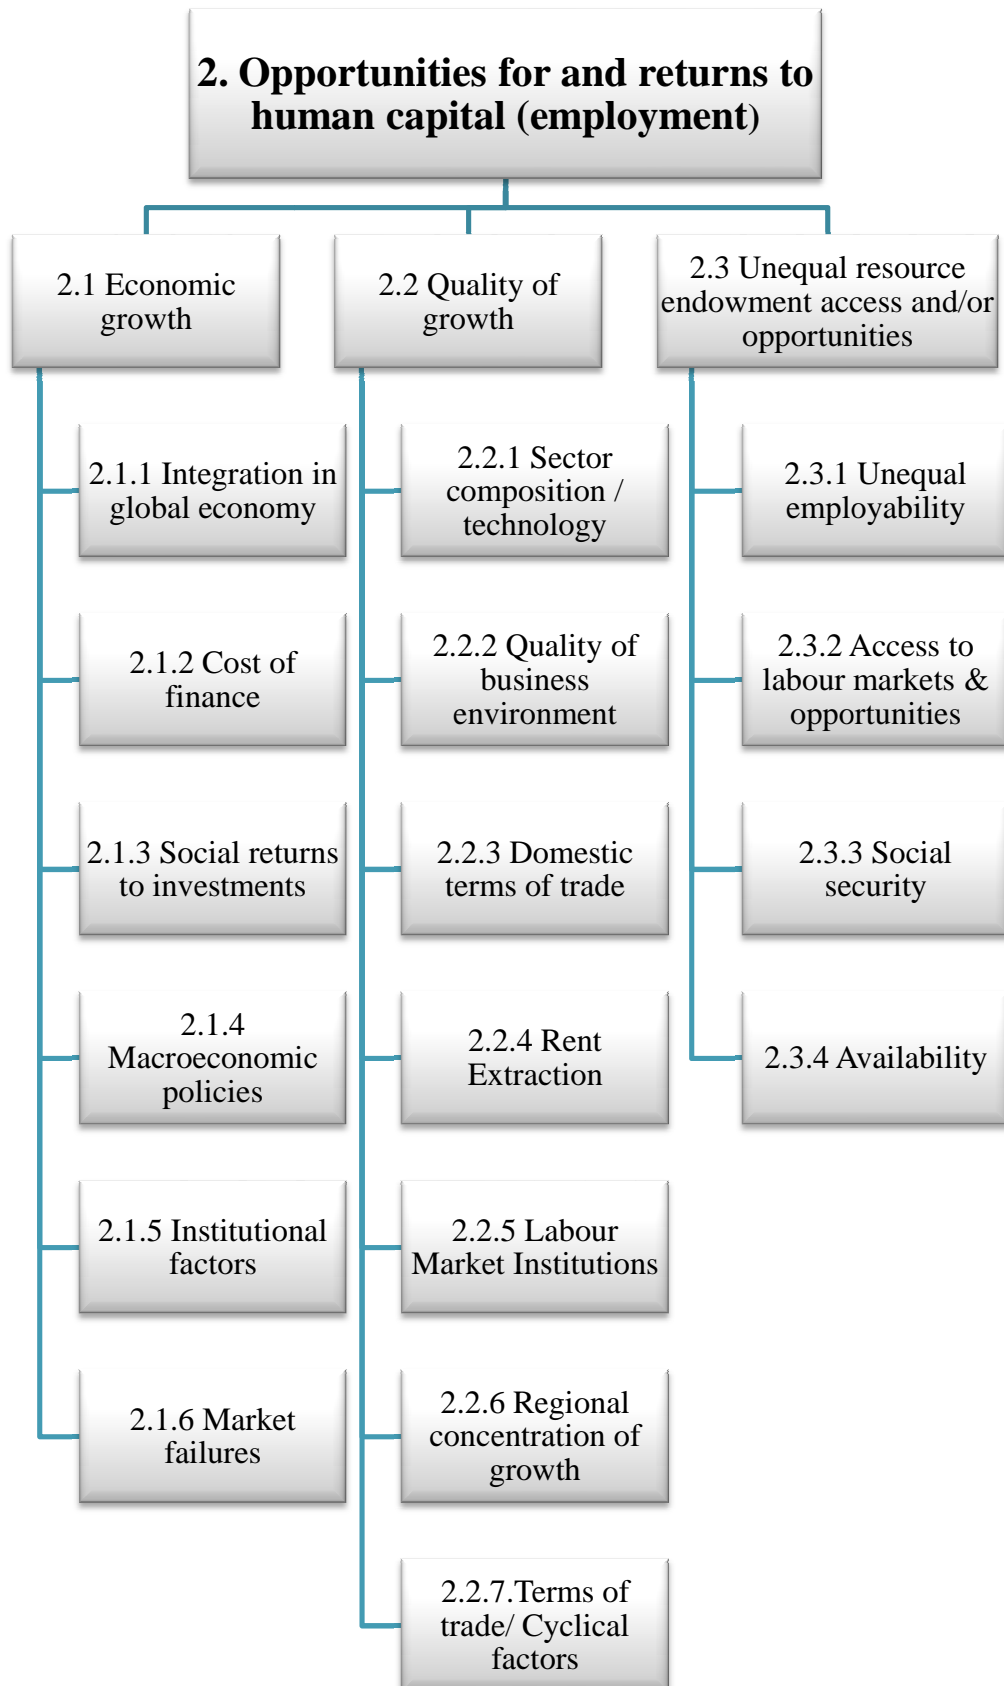 2. Opportunities for and returns to
human capital (employment)
2.1 Economic
growth
2.1.1 Integration in
global economy
2.1.2 Cost of
finance
2.1.3 Social returns
to investments
2.1.4
Macroeconomic
policies
2.1.5 Institutional
factors
2.1.6 Market
failures
2.2 Quality of
growth
2.2.1 Sector
composition /
technology
2.2.2 Quality of
business
environment
2.2.3 Domestic
terms of trade
2.2.4 Rent
Extraction
2.2.5 Labour
Market Institutions
2.2.6 Regional
concentration of
growth
2.2.7.Terms of
trade/ Cyclical
factors
2.3 Unequal resource
endowment access and/or
opportunities
2.3.1 Unequal
employability
2.3.2 Access to
labour markets &
opportunities
2.3.3 Social
security
2.3.4 Availability